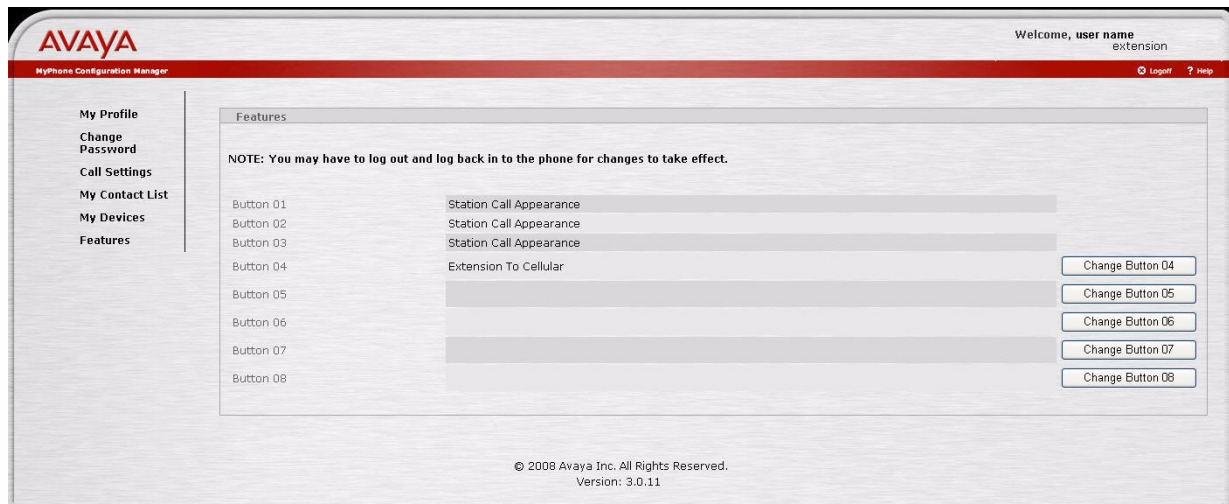 AVAYA
Welcome, user name
extension
MyPhone Configuration Manager
Logoff ? Help
My Profile
Change
Password
Call Settings
My Contact List
My Devices
Features
Features
NOTE: You may have to log out and log back in to the phone for changes to take effect.
Button 01 Station Call Appearance
Button 02 Station Call Appearance
Button 03 Station Call Appearance
Button 04 Extension To Cellular Change Button 04
Button 05 Change Button 05
Button 06 Change Button 06
Button 07 Change Button 07
Button 08 Change Button 08
© 2008 Avaya Inc. All Rights Reserved.
Version: 3.0.11